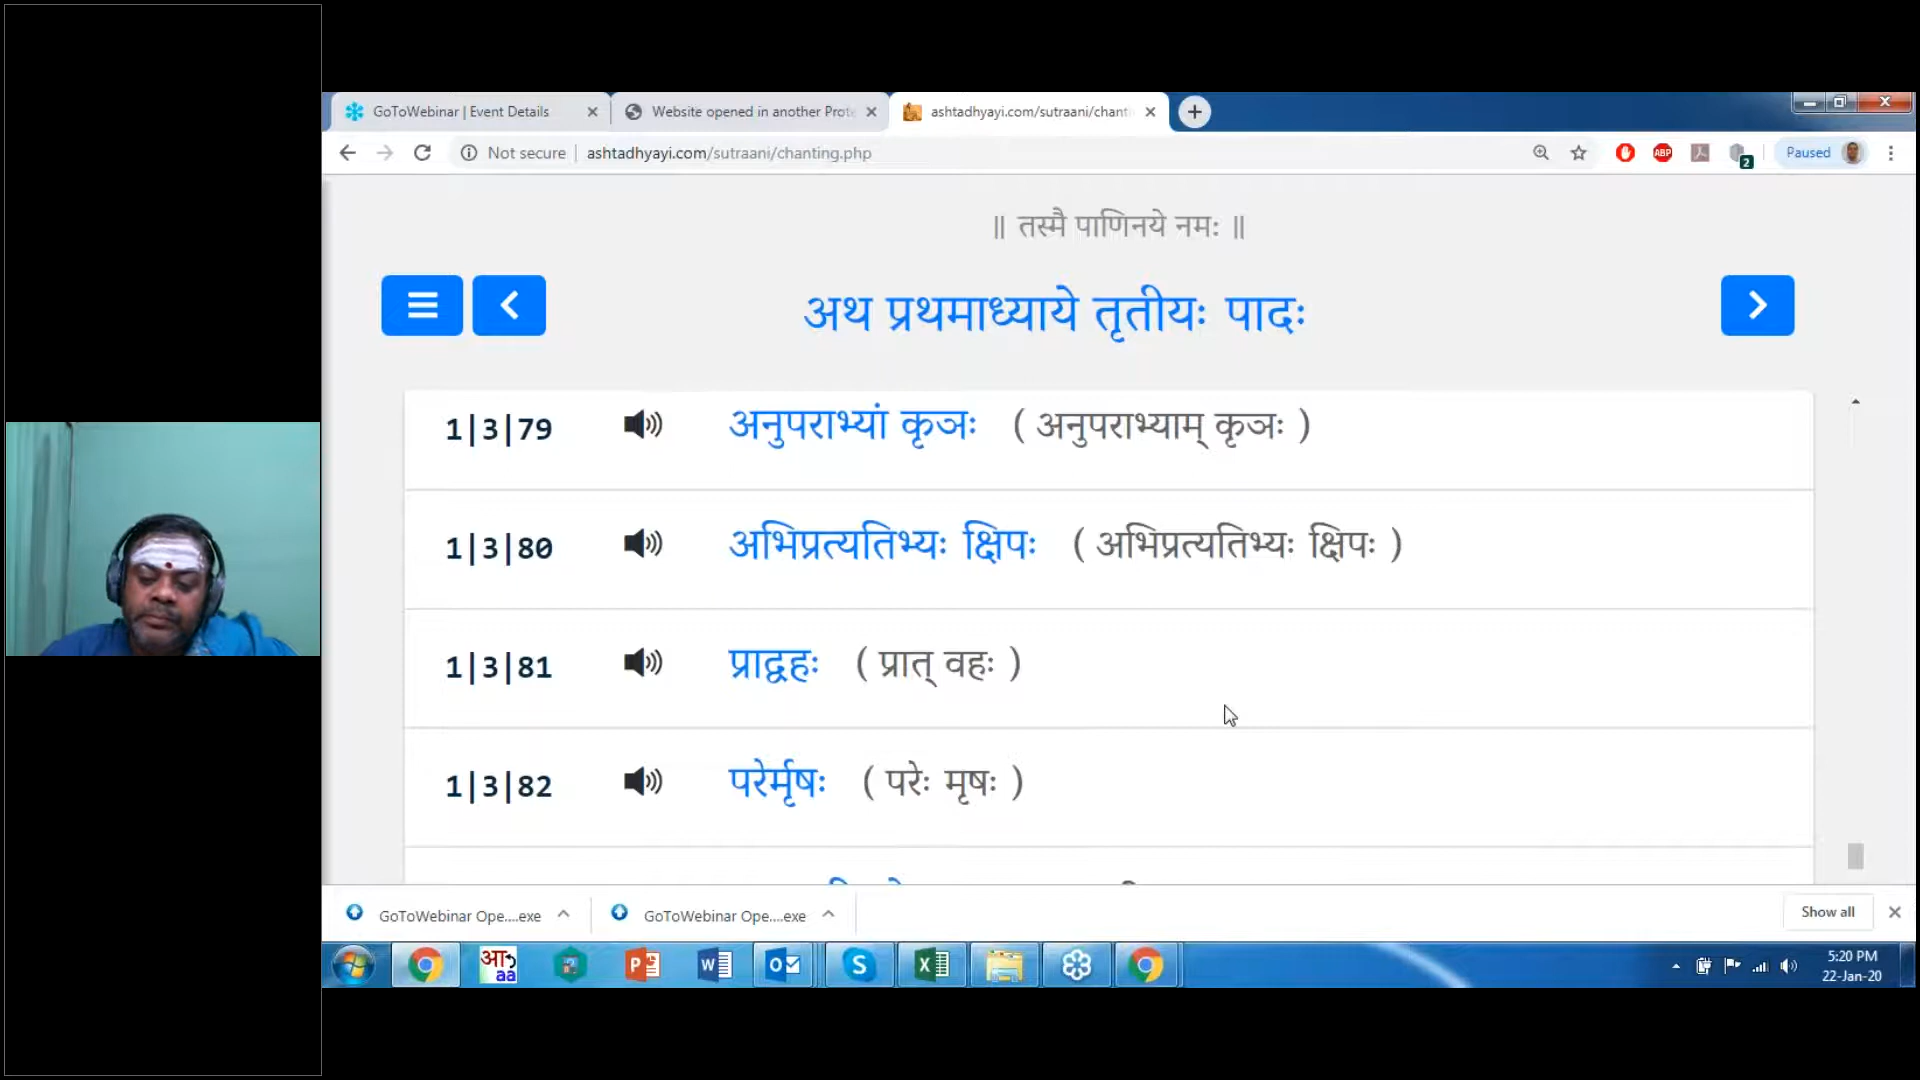 GoToWebinar | Event Details
Website opened in another Prote
ashtadhyayi.com/sutraani/chant
Not secure
ashtadhyayi.com/sutraani/chanting.php
ABP
2
Paused
॥ तस्मै पाणिनये नमः ॥
अथ प्रथमाध्याये तृतीयः पादः
1|3|79 अनुपराभ्यां कृञः ( अनुपराभ्याम् कृञः )
1|3|80 अभिप्रत्यतिभ्यः क्षिपः ( अभिप्रत्यतिभ्यः क्षिपः )
1|3|81 प्राद्वहः ( प्रात् वहः )
1|3|82 परेर्मृषः ( परेः मृषः )
GoToWebinar Ope....exe
GoToWebinar Ope....exe
Show all
5:20 PM
22-Jan-20